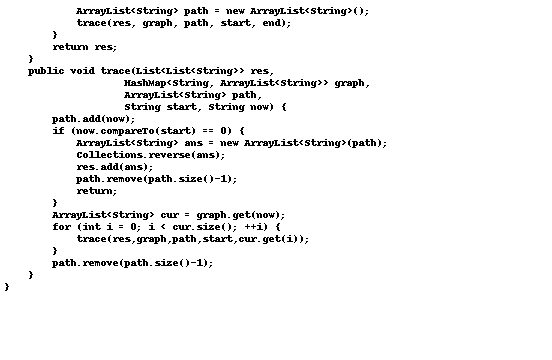 ArrayList<String> path = new ArrayList<String>();
            trace(res, graph, path, start, end);
        }
        return res;
    }
    public void trace(List<List<String>> res,
                    HashMap<String, ArrayList<String>> graph,
                    ArrayList<String> path,
                    String start, String now) {
        path.add(now);
        if (now.compareTo(start) == 0) {
            ArrayList<String> ans = new ArrayList<String>(path);
            Collections.reverse(ans);
            res.add(ans);
            path.remove(path.size()-1);
            return;
        }
        ArrayList<String> cur = graph.get(now);
        for (int i = 0; i < cur.size(); ++i) {
            trace(res,graph,path,start,cur.get(i));
        }
        path.remove(path.size()-1);
    }
}